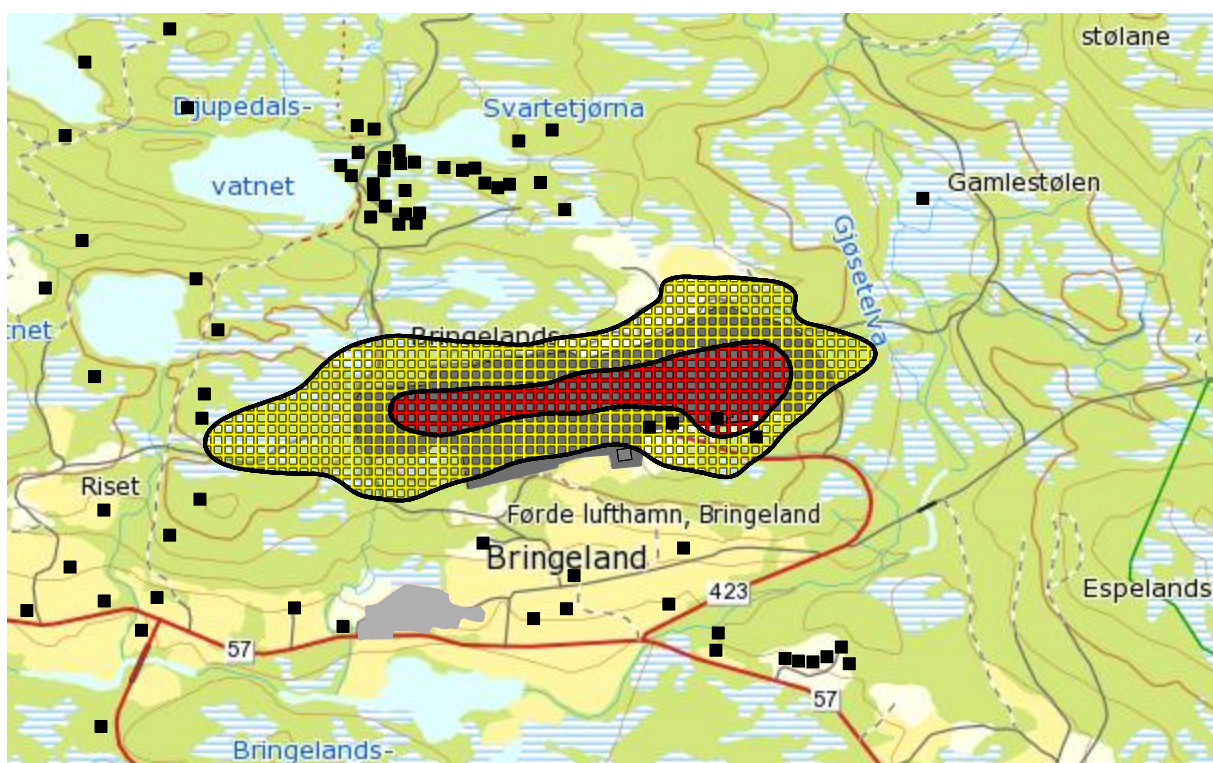 stølane
Djupedals-
Svartetjørna
vatnet
Gamlestølen
Gjøsetelva
tnet
Bringelands-
Riset
Førde lufthamn, Bringeland
Bringeland
423
Espelands
57
57
Bringelands-